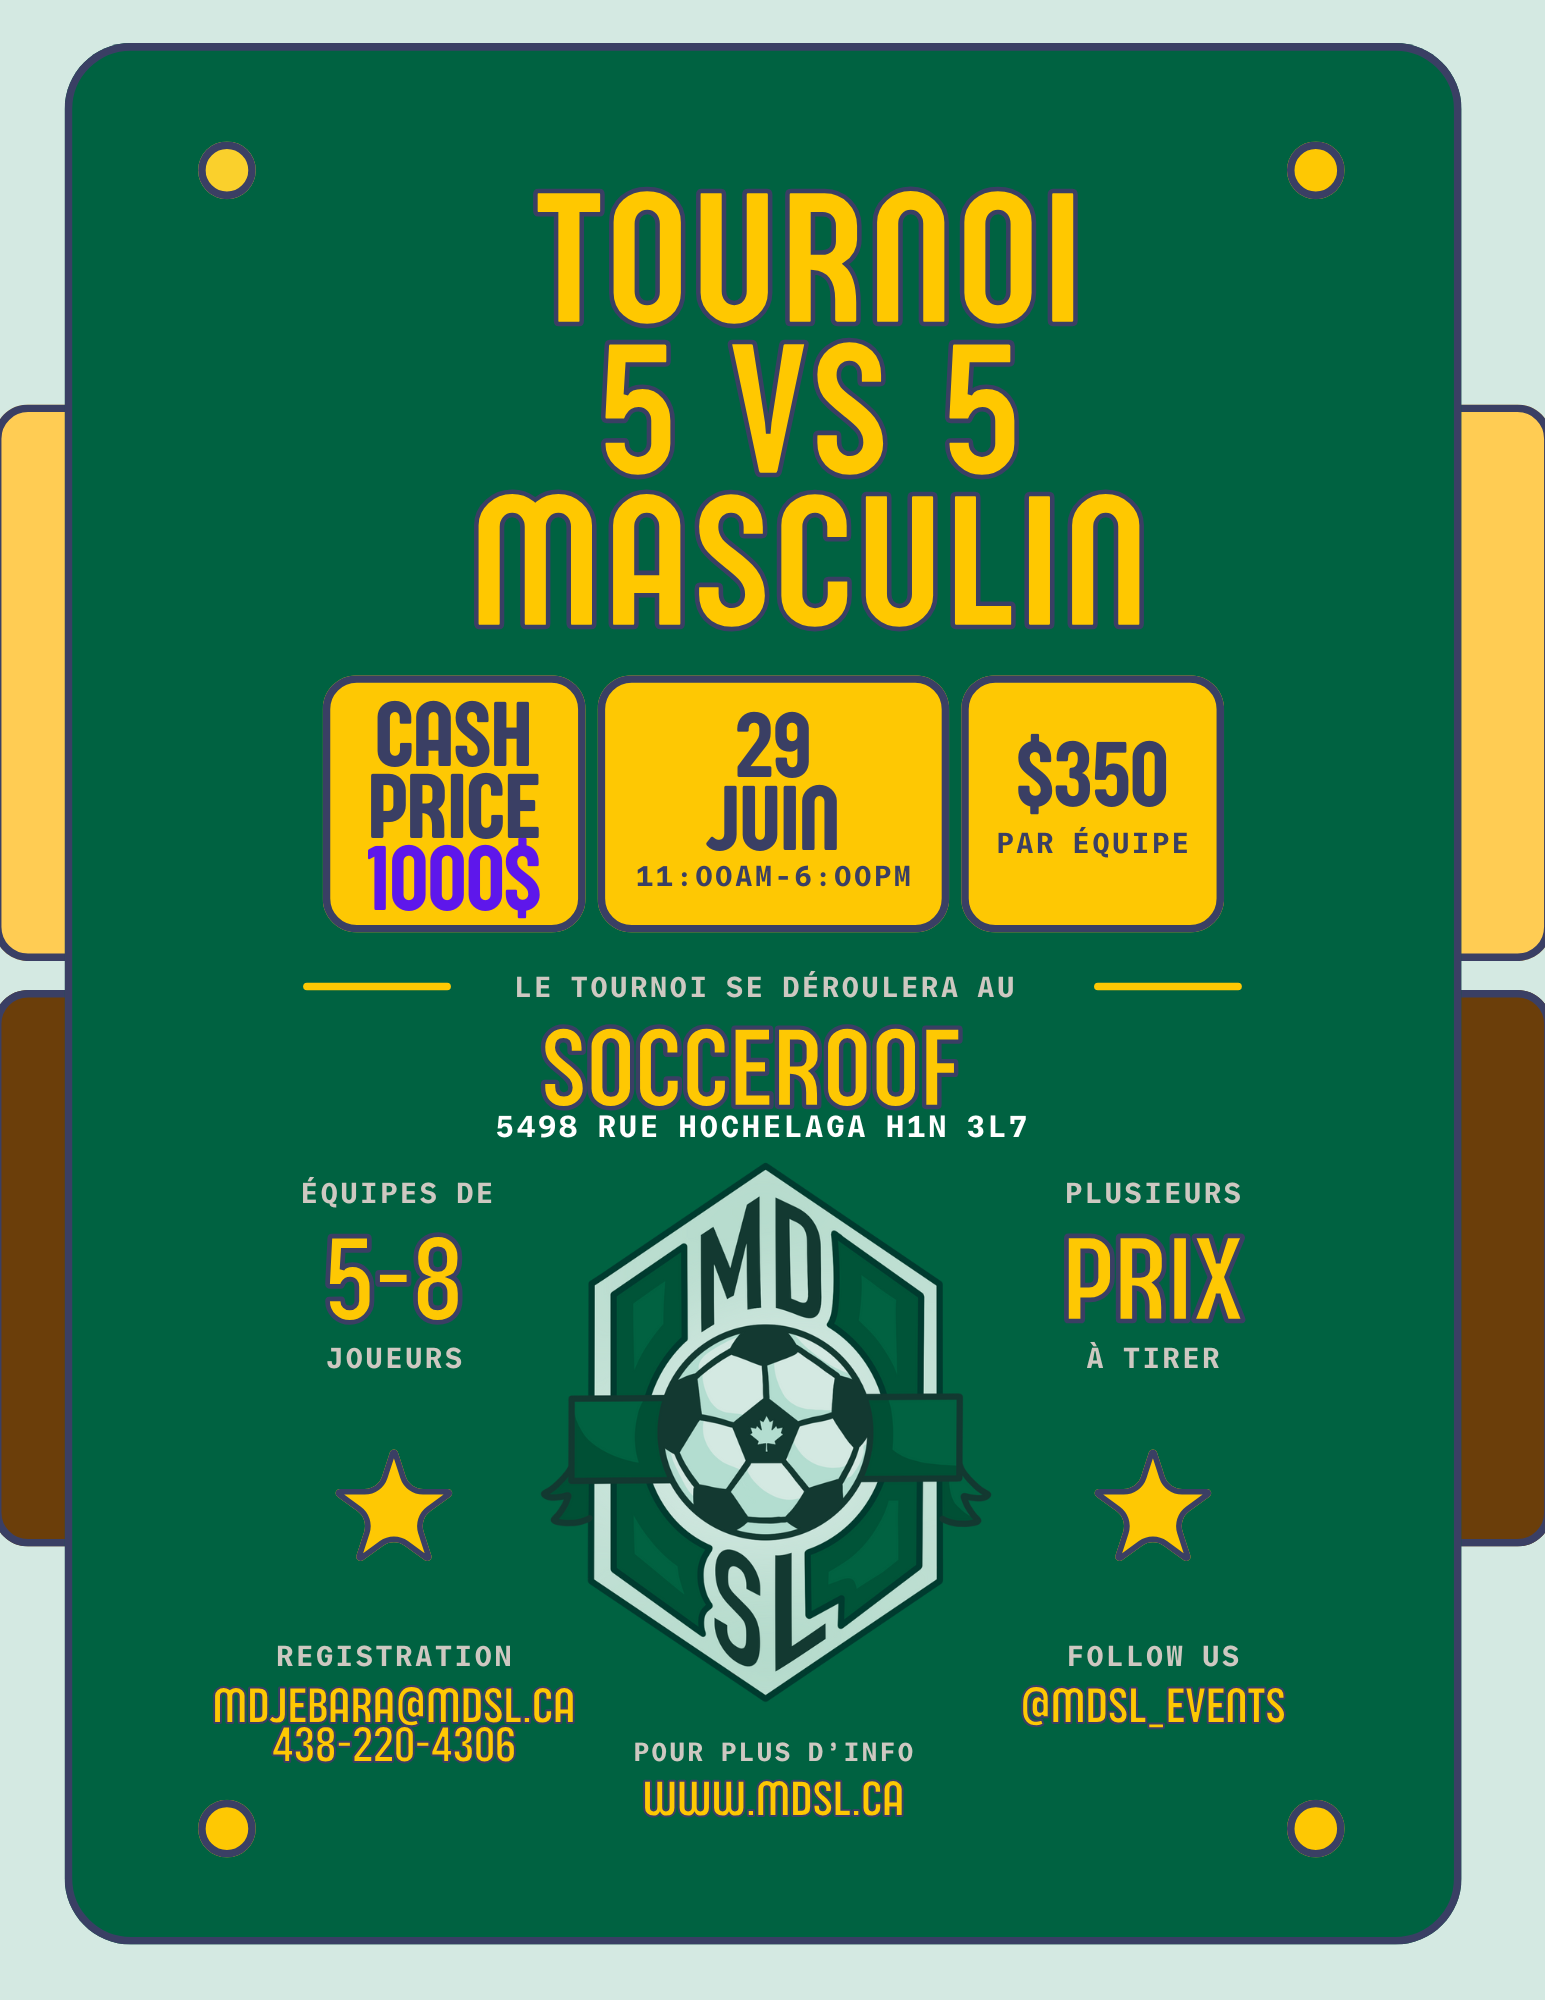 TOURNOI
5 VS 5
MASCULIN
CASH
PRICE
1000$
29
JUIN
11:00AM-6:00PM
$350
PAR ÉQUIPE
LE TOURNOI SE DÉROULERA AU
SOCCEROOF
5498 RUE HOCHELAGA H1N 3L7
ÉQUIPES DE
5-8
JOUEURS
MD
SL
PLUSIEURS
PRIX
À TIRER
REGISTRATION
MDJEBARA@MDSL.CA
438-220-4306
POUR PLUS D'INFO
WWW.MDSL.CA
FOLLOW US
@MDSL_EVENTS